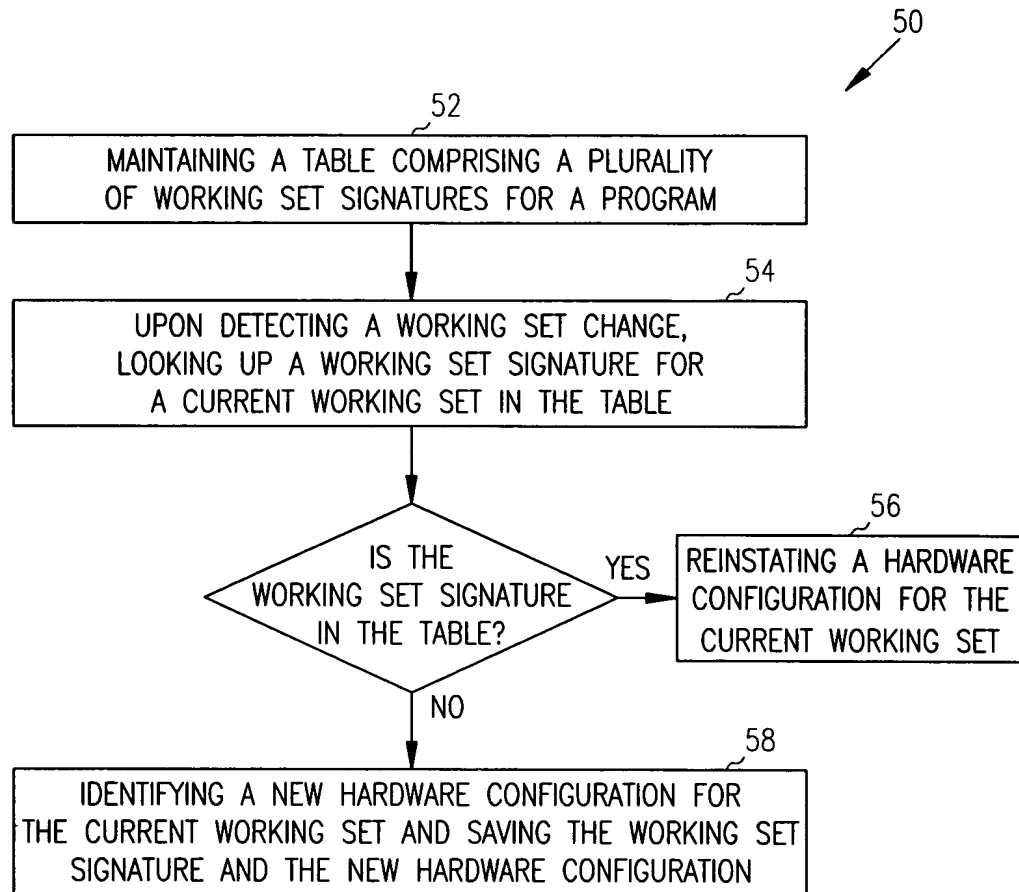 50
52
MAINTAINING A TABLE COMPRISING A PLURALITY
OF WORKING SET SIGNATURES FOR A PROGRAM
54
UPON DETECTING A WORKING SET CHANGE,
LOOKING UP A WORKING SET SIGNATURE FOR
A CURRENT WORKING SET IN THE TABLE
IS THE
WORKING SET SIGNATURE
IN THE TABLE?
YES
56
REINSTATING A HARDWARE
CONFIGURATION FOR THE
CURRENT WORKING SET
NO
58
IDENTIFYING A NEW HARDWARE CONFIGURATION FOR
THE CURRENT WORKING SET AND SAVING THE WORKING SET
SIGNATURE AND THE NEW HARDWARE CONFIGURATION